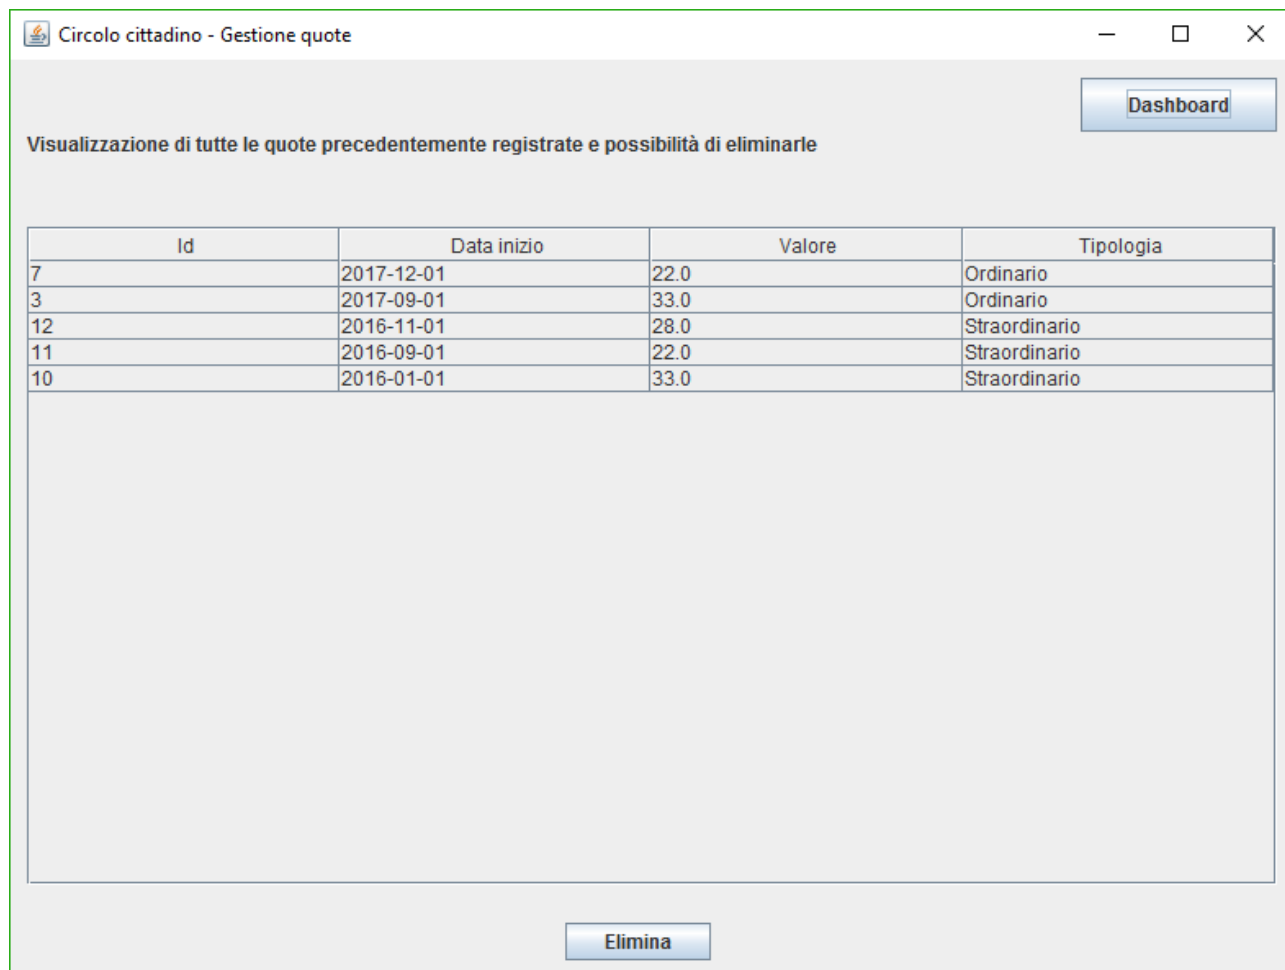 Circolo cittadino - Gestione quote
Dashboard
Visualizzazione di tutte le quote precedentemente registrate e possibilità di eliminarle
Id Data inizio Valore Tipologia
7 2017-12-01 22.0 Ordinario
3 2017-09-01 33.0 Ordinario
12 2016-11-01 28.0 Straordinario
11 2016-09-01 22.0 Straordinario
10 2016-01-01 33.0 Straordinario
Elimina